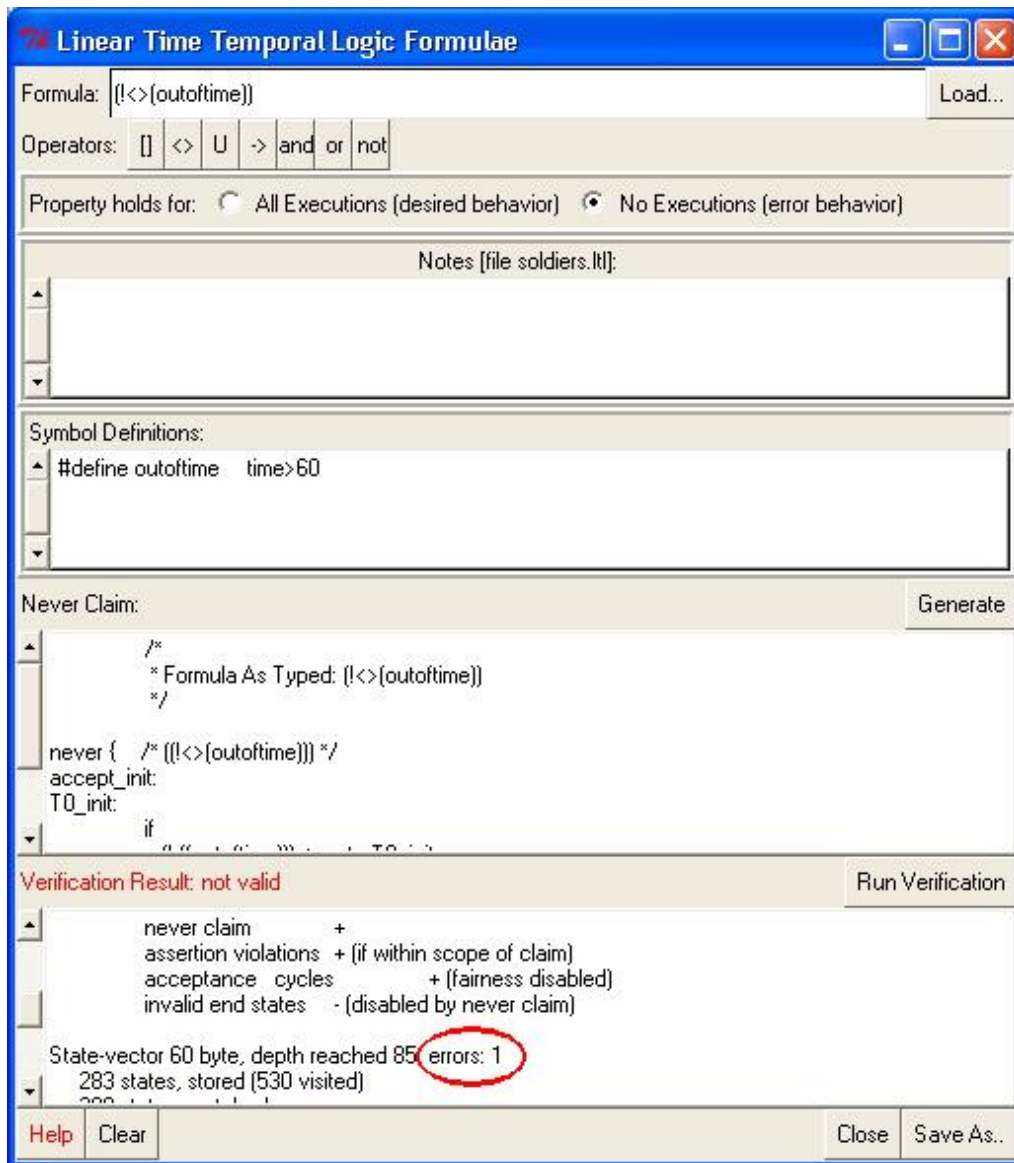 Linear Time Temporal Logic Formulae
Formula: (!<>(outoftime)) Load...
Operators: [] <> U -> and or not
Property holds for: All Executions (desired behavior) No Executions (error behavior)
Notes [file soldiers.ltl]:
Symbol Definitions:
#define outoftime time>60
Never Claim: Generate
/*
* Formula As Typed: (!<>(outoftime))
*/
never { /* ((!<>(outoftime))) */
accept_init:
T0_init:
if
Verification Result: not valid Run Verification
never claim +
assertion violations + (if within scope of claim)
acceptance cycles + (fairness disabled)
invalid end states - (disabled by never claim)
State-vector 60 byte, depth reached 85, errors: 1
283 states, stored (530 visited)
Help Clear Close Save As..